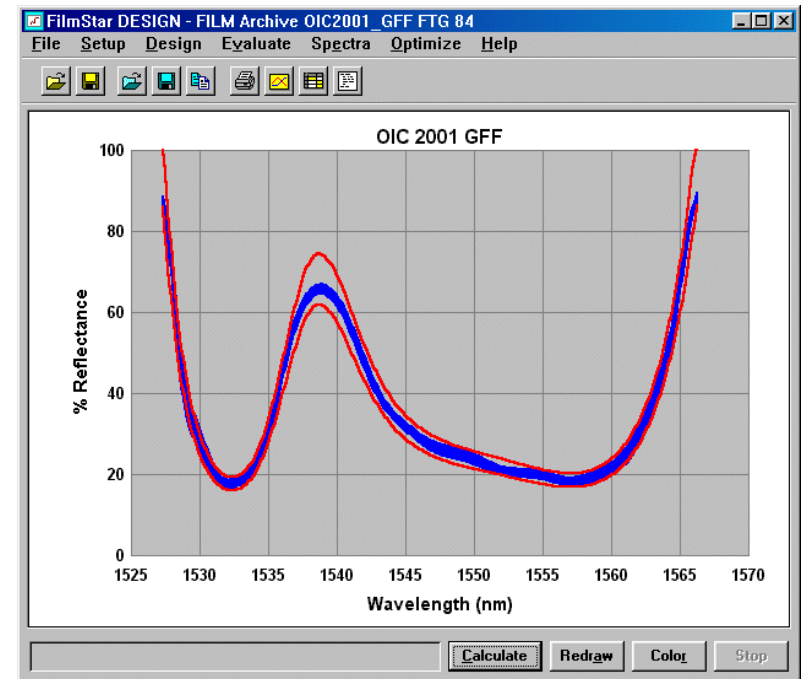 FilmStar DESIGN - FILM Archive OIC2001_GFF FTG 84
File Setup Design Evaluate Spectra Optimize Help
OIC 2001 GFF
100
80
60
40
20
0
% Reflectance
1525 1530 1535 1540 1545 1550 1555 1560 1565 1570
Wavelength (nm)
Calculate Redraw Color Stop